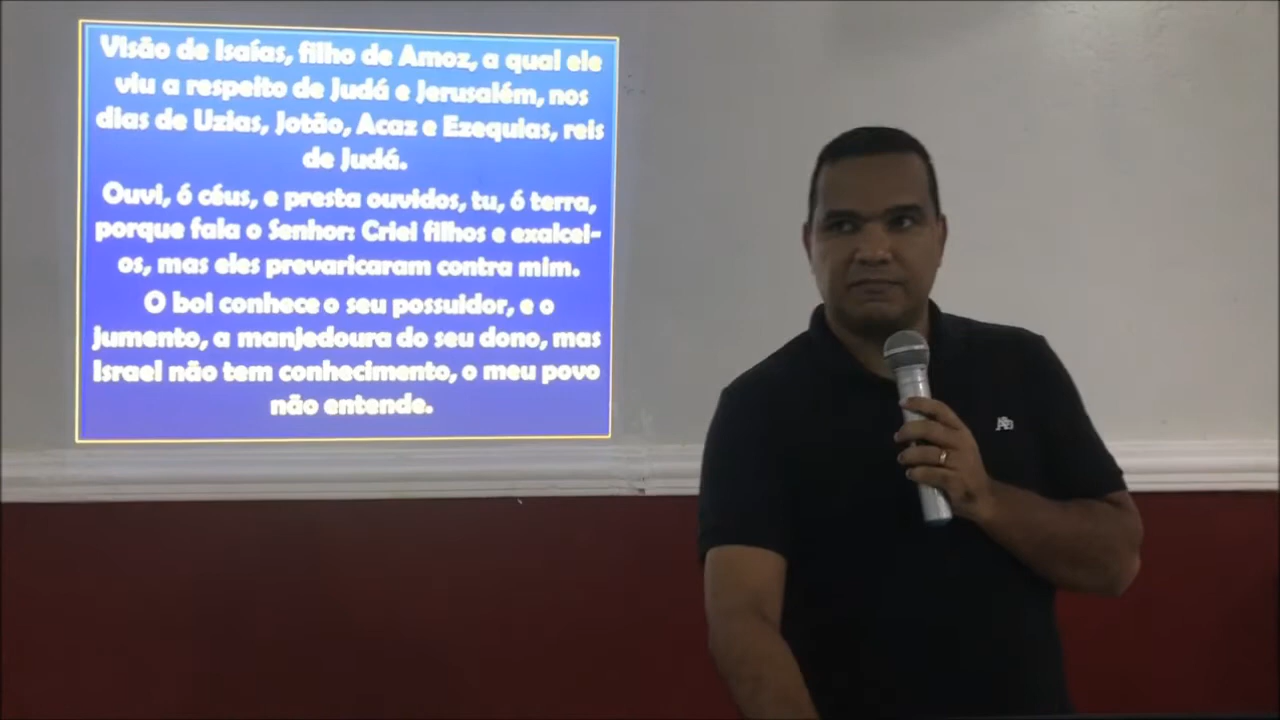 Visão de Isaías, filho de Amoz, a qual ele
viu a respeito de Judá e Jerusalém, nos
dias de Uzias, Jotão, Acaz e Ezequias, reis
de Judá.
Ouvi, ó céus, e presta ouvidos, tu, ó terra,
porque fala o Senhor: Criei filhos e exalcei-
os, mas eles prevaricaram contra mim.
O boi conhece o seu possuidor, e o
jumento, a manjedoura do seu dono, mas
Israel não tem conhecimento, o meu povo
não entende.